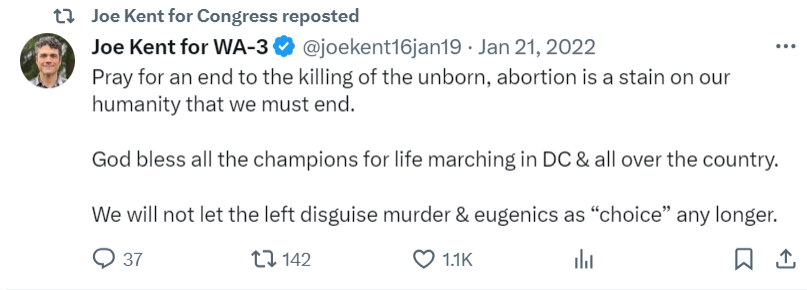 Joe Kent for Congress reposted
Joe Kent for WA-3 @joekent16jan19 · Jan 21, 2022
Pray for an end to the killing of the unborn, abortion is a stain on our
humanity that we must end.
God bless all the champions for life marching in DC & all over the country.
We will not let the left disguise murder & eugenics as “choice” any longer.
37 142 1.1K